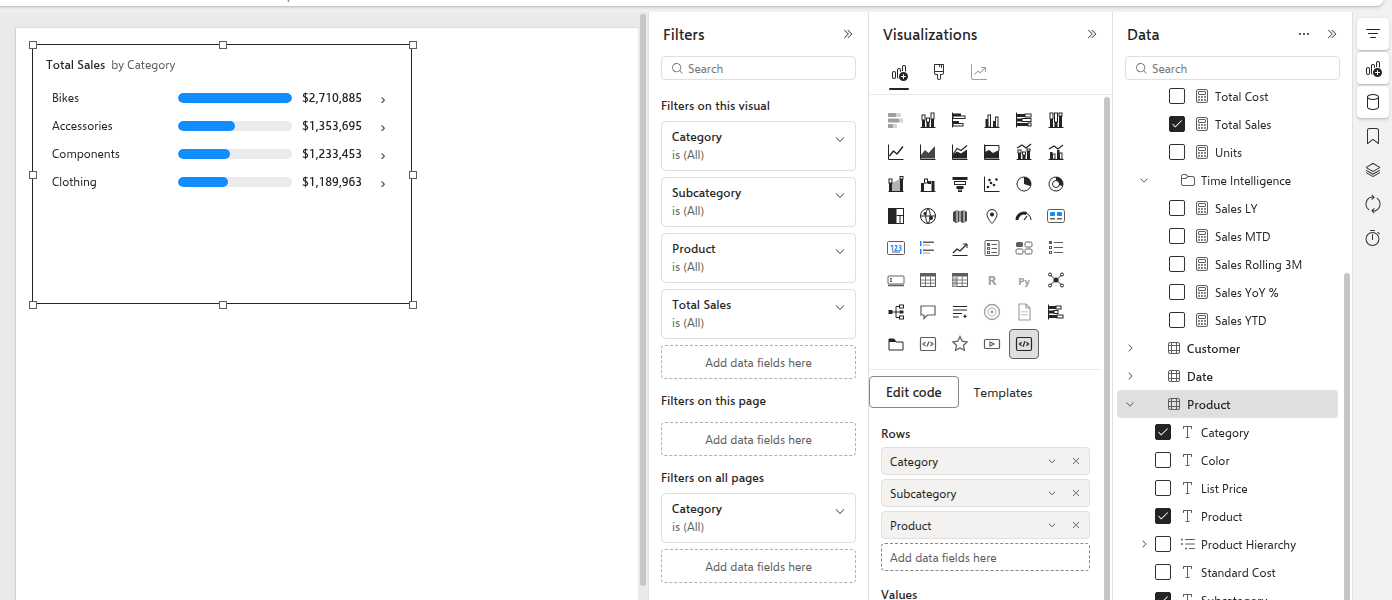 Total Sales by Category
Bikes $2,710,885
Accessories $1,353,695
Components $1,233,453
Clothing $1,189,963
Filters
Search
Filters on this visual
Category
is (All)
Subcategory
is (All)
Product
is (All)
Total Sales
is (All)
Add data fields here
Filters on this page
Add data fields here
Filters on all pages
Category
is (All)
Add data fields here
Visualizations
123
R
Py
Edit code
Templates
Rows
Category
Subcategory
Product
Add data fields here
Values
Data
Search
Total Cost
Total Sales
Units
Time Intelligence
Sales LY
Sales MTD
Sales Rolling 3M
Sales YoY %
Sales YTD
Customer
Date
Product
Category
Color
List Price
Product
Product Hierarchy
Standard Cost
Subcategory